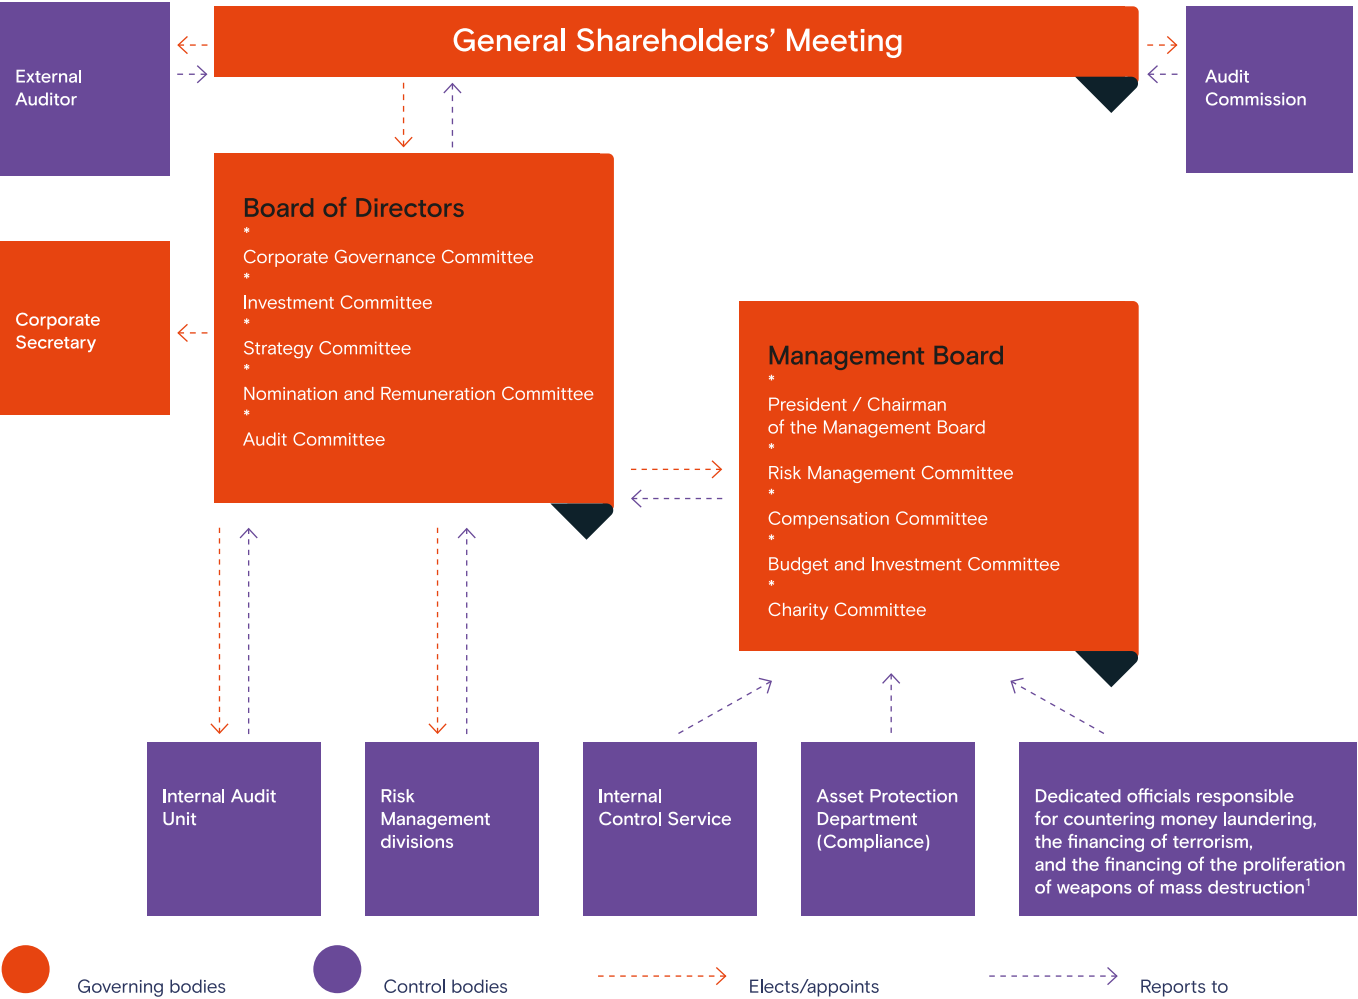 General Shareholders’ Meeting
External
Auditor
Audit
Commission
Board of Directors
*
Corporate Governance Committee
*
Investment Committee
*
Strategy Committee
*
Nomination and Remuneration Committee
*
Audit Committee
Corporate
Secretary
Management Board
*
President / Chairman
of the Management Board
*
Risk Management Committee
*
Compensation Committee
*
Budget and Investment Committee
*
Charity Committee
Internal Audit
Unit
Risk
Management
divisions
Internal
Control Service
Asset Protection
Department
(Compliance)
Dedicated officials responsible
for countering money laundering,
the financing of terrorism,
and the financing of the proliferation
of weapons of mass destruction¹
Governing bodies
Control bodies
Elects/appoints
Reports to